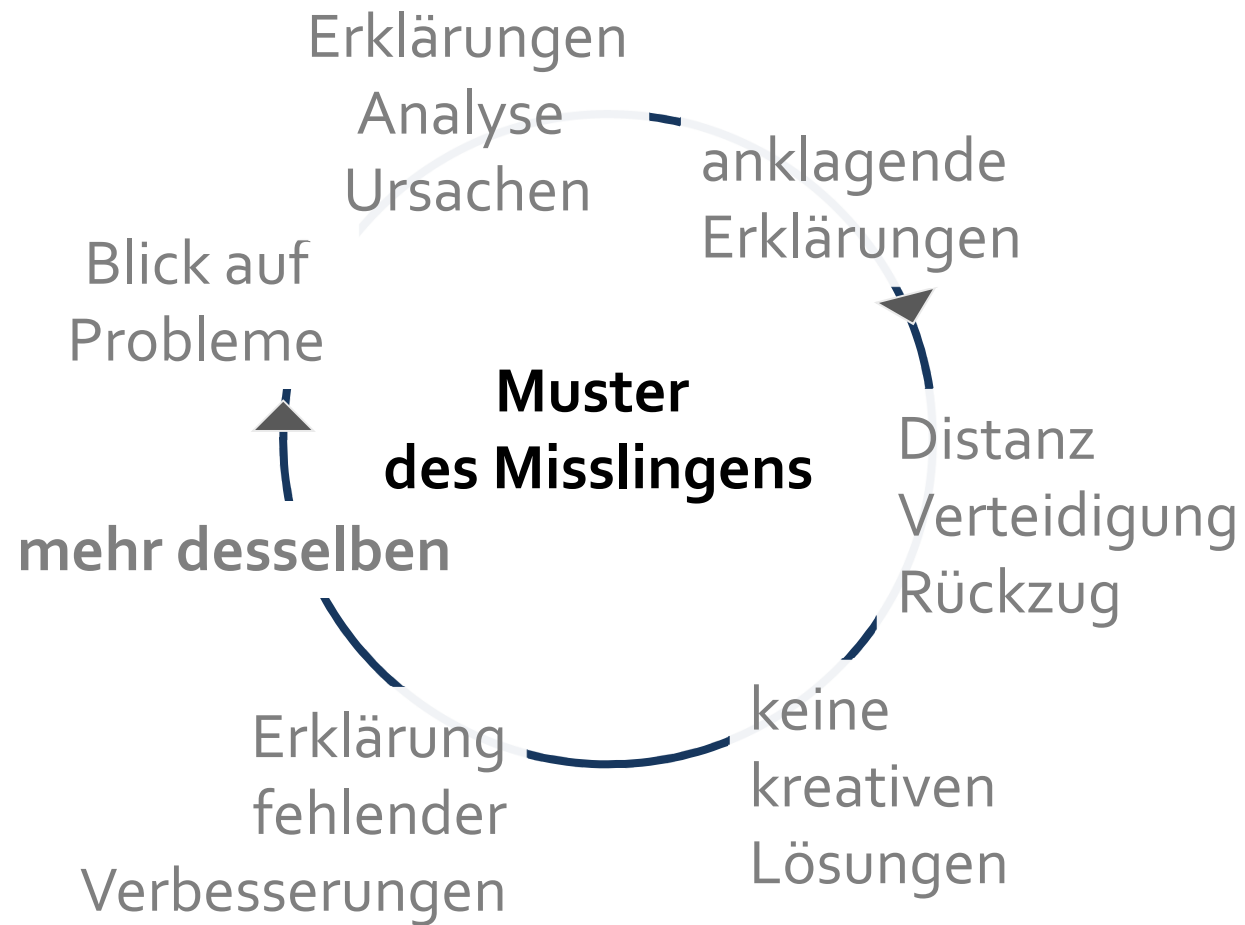 Erklärungen
Analyse
Ursachen
anklagende
Erklärungen
Distanz
Verteidigung
Rückzug
keine
kreativen
Lösungen
Erklärung
fehlender
Verbesserungen
mehr desselben
Blick auf
Probleme
Muster
des Misslingens